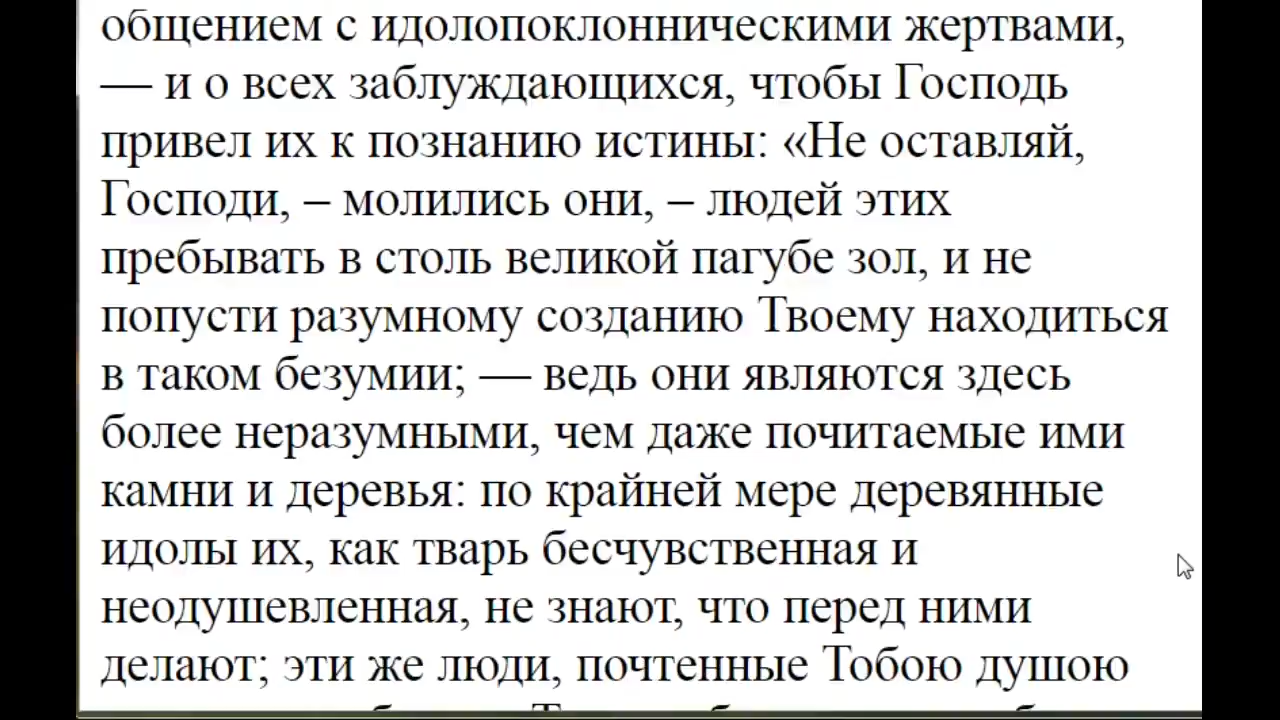 общением с идолопоклонническими жертвами,
— и о всех заблуждающихся, чтобы Господь
привел их к познанию истины: «Не оставляй,
Господи, – молились они, – людей этих
пребывать в столь великой пагубе зол, и не
попусти разумному созданию Твоему находиться
в таком безумии; — ведь они являются здесь
более неразумными, чем даже почитаемые ими
камни и деревья: по крайней мере деревянные
идолы их, как тварь бесчувственная и
неодушевленная, не знают, что перед ними
делают; эти же люди, почтенные Тобою душою